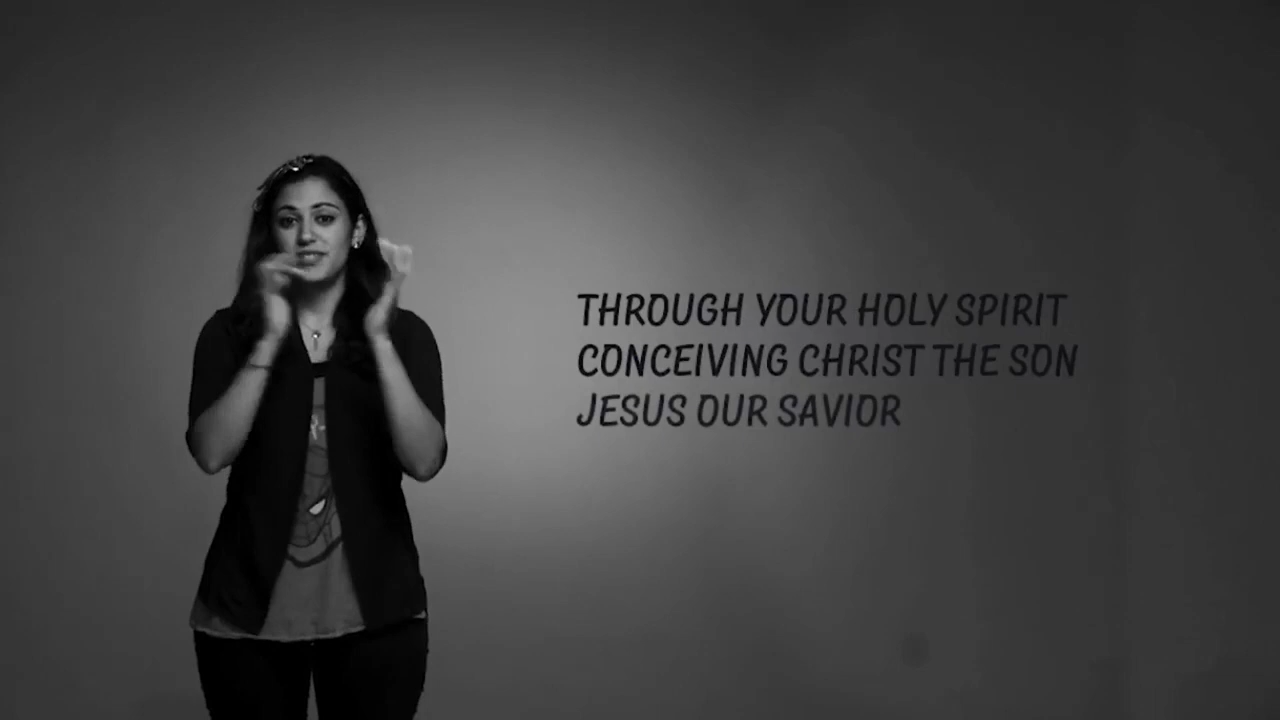 THROUGH YOUR HOLY SPIRIT
CONCEIVING CHRIST THE SON
JESUS OUR SAVIOR